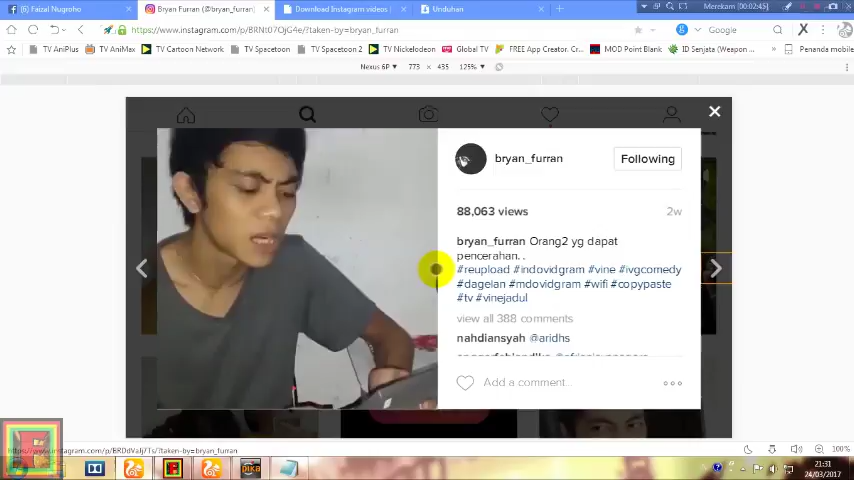 (6) Faizal Nugroho
Bryan Furran (@bryan_furran)
Download Instargram videos |
Unduhan
Merekam [00:02:45]
https://www.instagram.com/p/BRNt07OjG4e/?taken-by=bryan_furran
Google
TV AniPlus
TV AniMax
TV Cartoon Network
TV Spacetoon
TV Spacetoon 2
TV Nickelodeon
Global TV
FREE App Creator
MOD Point Blank
ID Senjata (Weapon ...
Penanda mobile
Nexus 6P
773 × 435
125%
bryan_furran
Following
88,063 views
2w
bryan_furran Orang2 yg dapat
pencerahan. .
#reupload #indovidgram #vine #ivgcomedy
#dagelan #mdovidgram #wifi #copypaste
#tv #vinejadul
view all 388 comments
nahdiansyah @aridhs
Add a comment...
https://www.instagram.com/p/BRDdVaJj7Ts/?taken-by=bryan_furran
100%
pika
21:31
24/03/2017